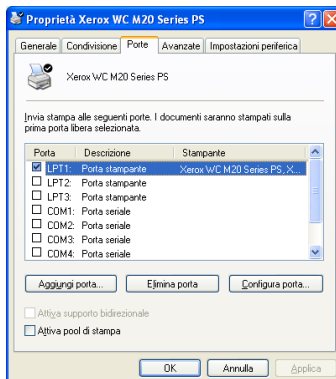 Proprietà Xerox WC M20 Series PS
Generale Condivisione Porte Avanzate Impostazioni periferica
Xerox WC M20 Series PS
Invia stampa alle seguenti porte. I documenti saranno stampati sulla
prima porta libera selezionata.
Porta Descrizione Stampante
LPT1: Porta stampante Xerox WC M20 Series PS, X...
LPT2: Porta stampante
LPT3: Porta stampante
COM1: Porta seriale
COM2: Porta seriale
COM3: Porta seriale
COM4: Porta seriale
Aggiungi porta... Elimina porta Configura porta...
Attiva supporto bidirezionale
Attiva pool di stampa
OK Annulla Applica